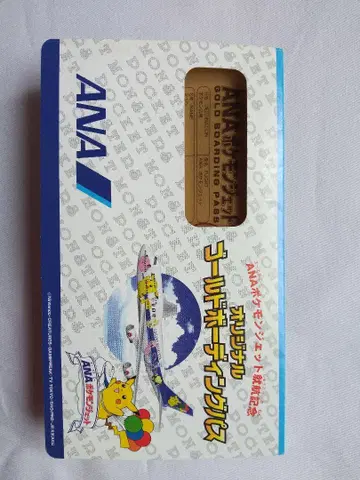 ANA
ANAポケモンジェット
GOLD BOARDING PASS
ANAポケモンジェット就航記念
オリジナル
ゴールドボーディングパス
ANAポケモンジェット
POCKET MONSTERS